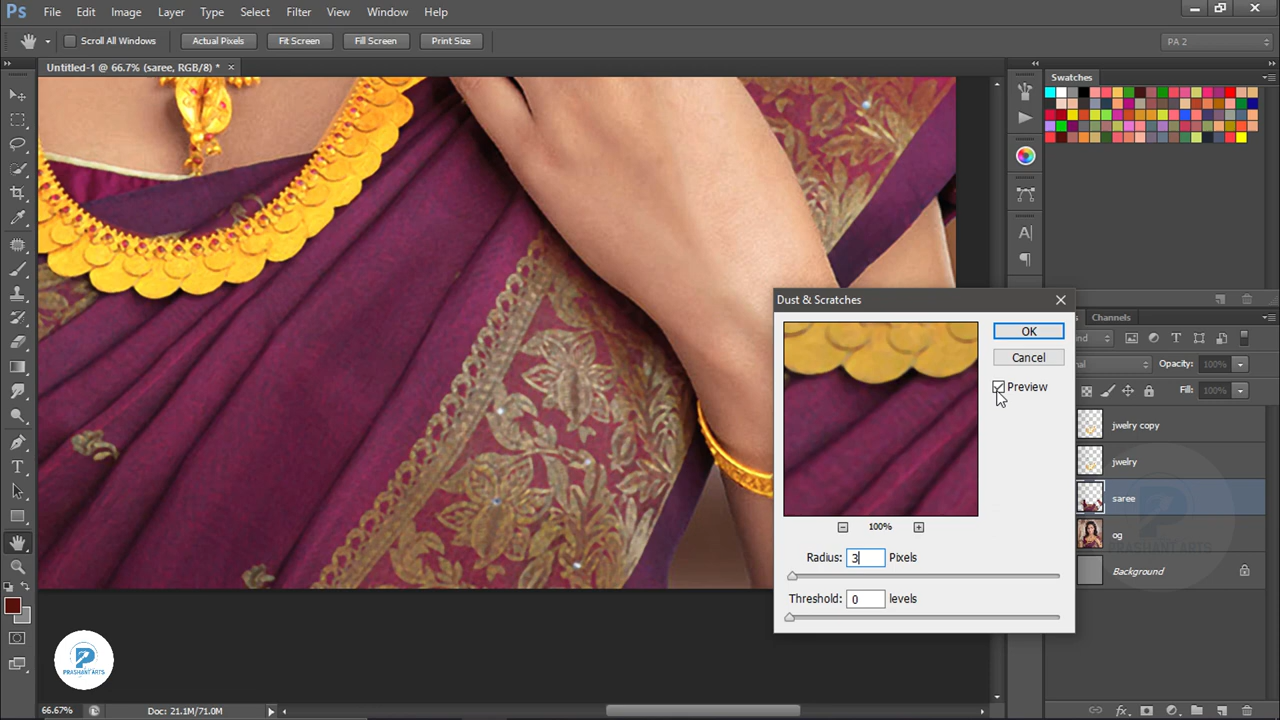 Ps File Edit Image Layer Type Select Filter View Window Help
Scroll All Windows Actual Pixels Fit Screen Fill Screen Print Size PA 2
Untitled-1 @ 66.7% (saree, RGB/8) * ×
Swatches
Dust & Scratches
OK
Cancel
Preview
100%
Radius: 3 Pixels
Threshold: 0 levels
Channels
Opacity: 100%
Fill: 100%
jwelry copy
jwelry
saree
og
Background
PRASHANT ARTS
PRASHANT ARTS
66.67% Doc: 21.1M/71.0M